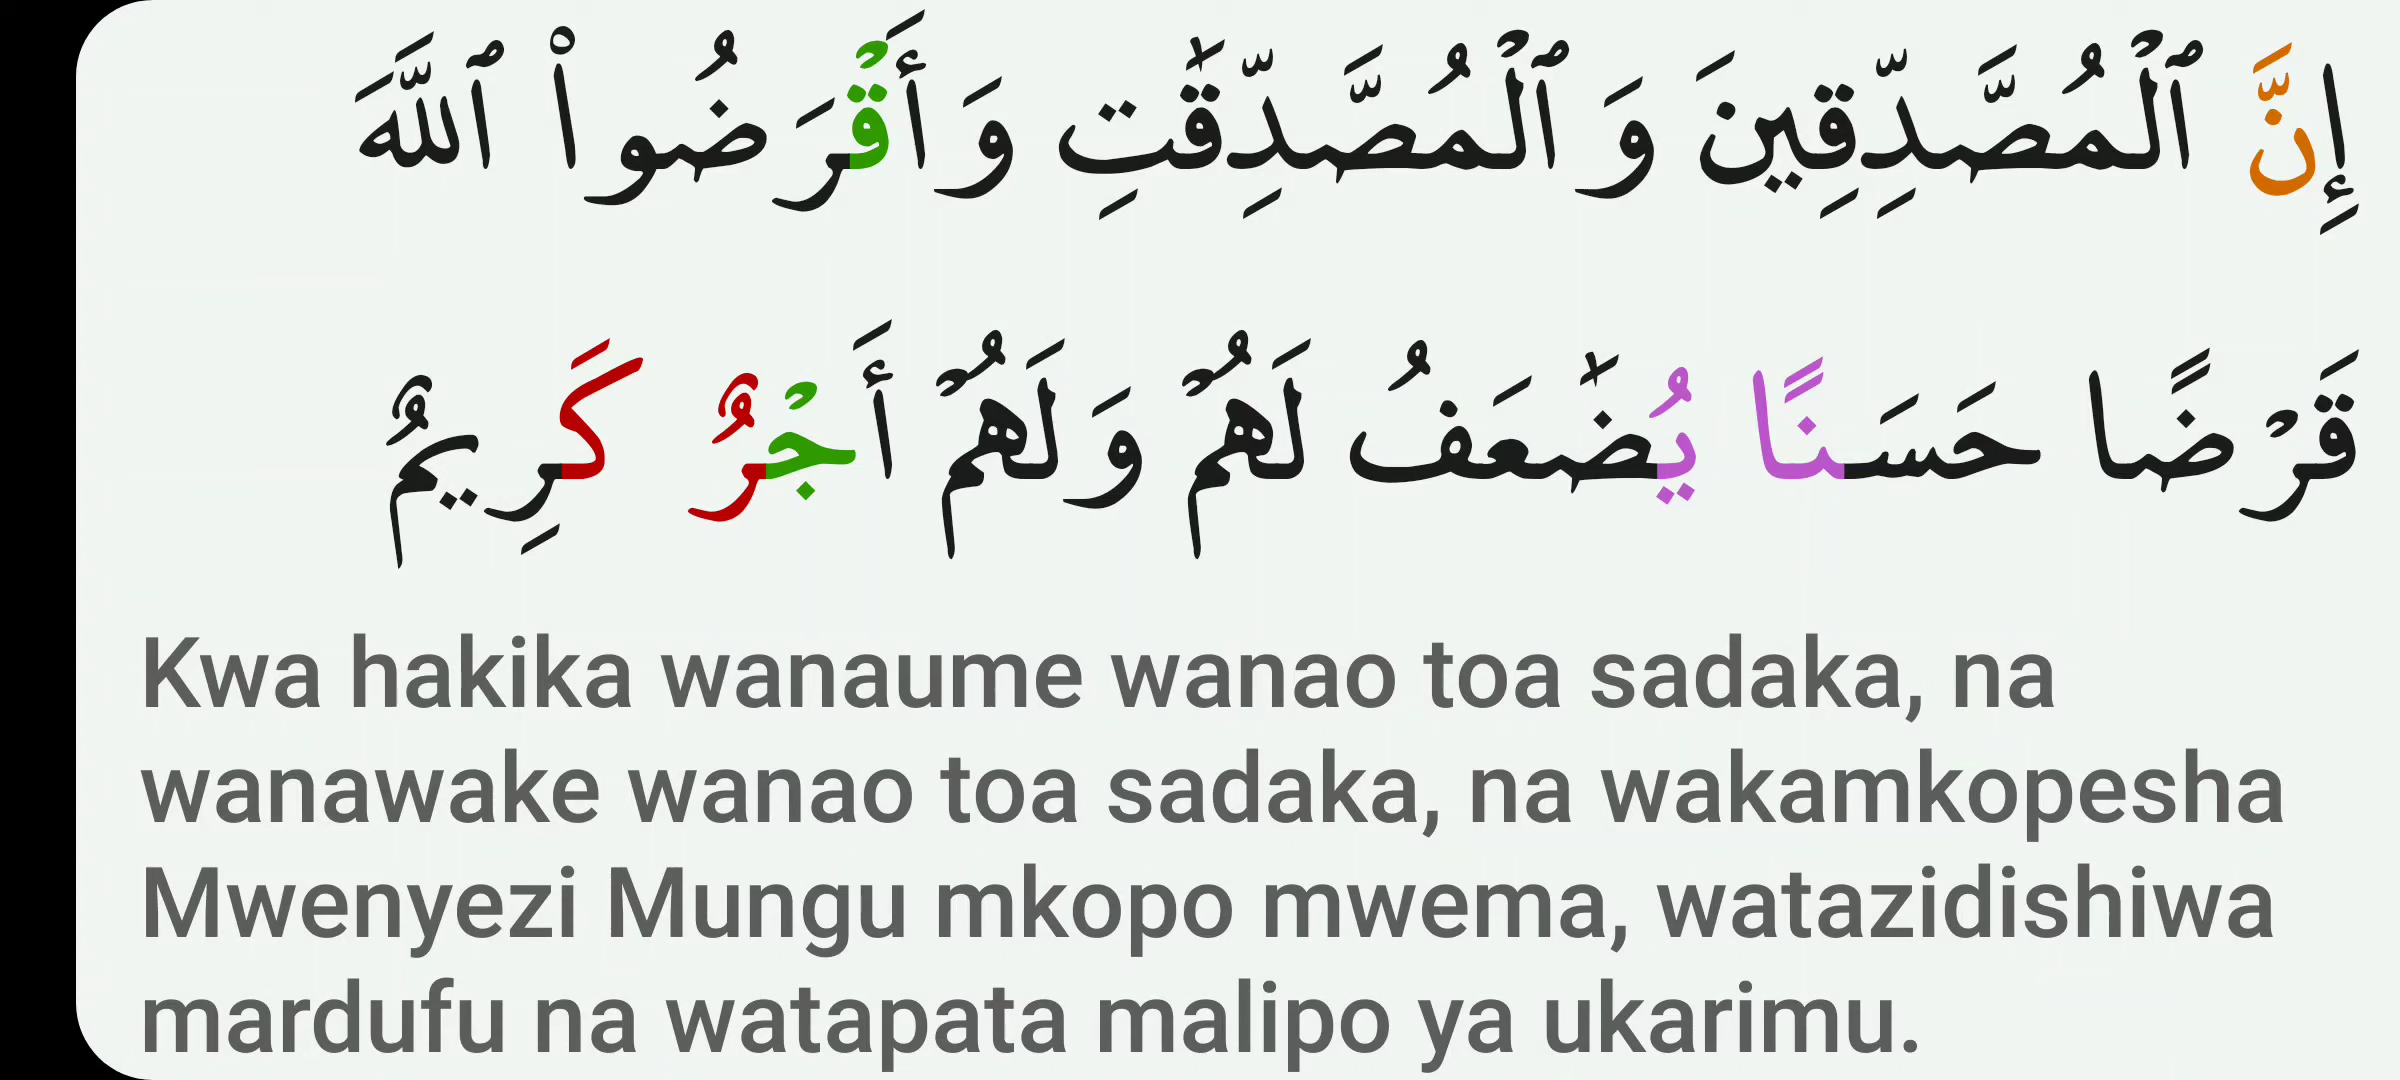 إِنَّ ٱلْمُصَّدِّقِينَ وَٱلْمُصَّدِّقَٰتِ وَأَقْرَضُوا۟ ٱللَّهَ
قَرْضًا حَسَنًا يُضَٰعَفُ لَهُمْ وَلَهُمْ أَجْرٌ كَرِيمٌ
Kwa hakika wanaume wanao toa sadaka, na
wanawake wanao toa sadaka, na wakamkopesha
Mwenyezi Mungu mkopo mwema, watazidishiwa
mardufu na watapata malipo ya ukarimu.